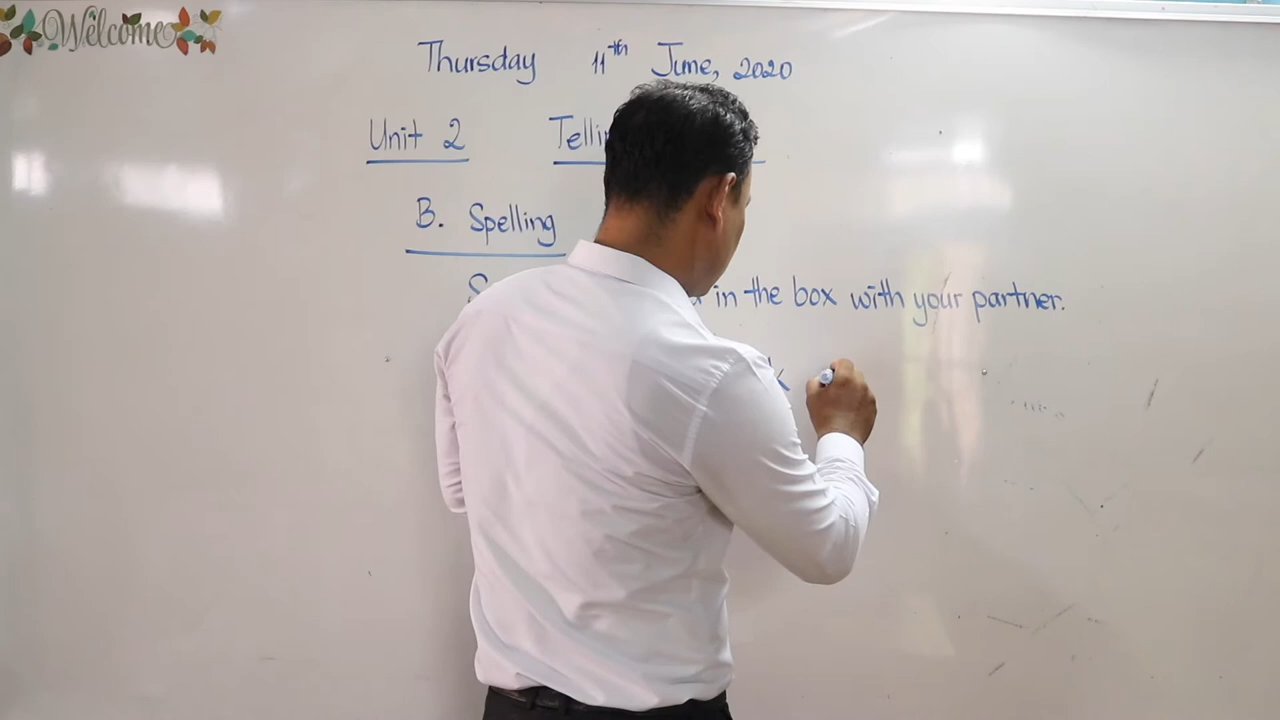 Welcome
Thursday 11th June, 2020
Unit 2
B. Spelling
in the box with your partner.